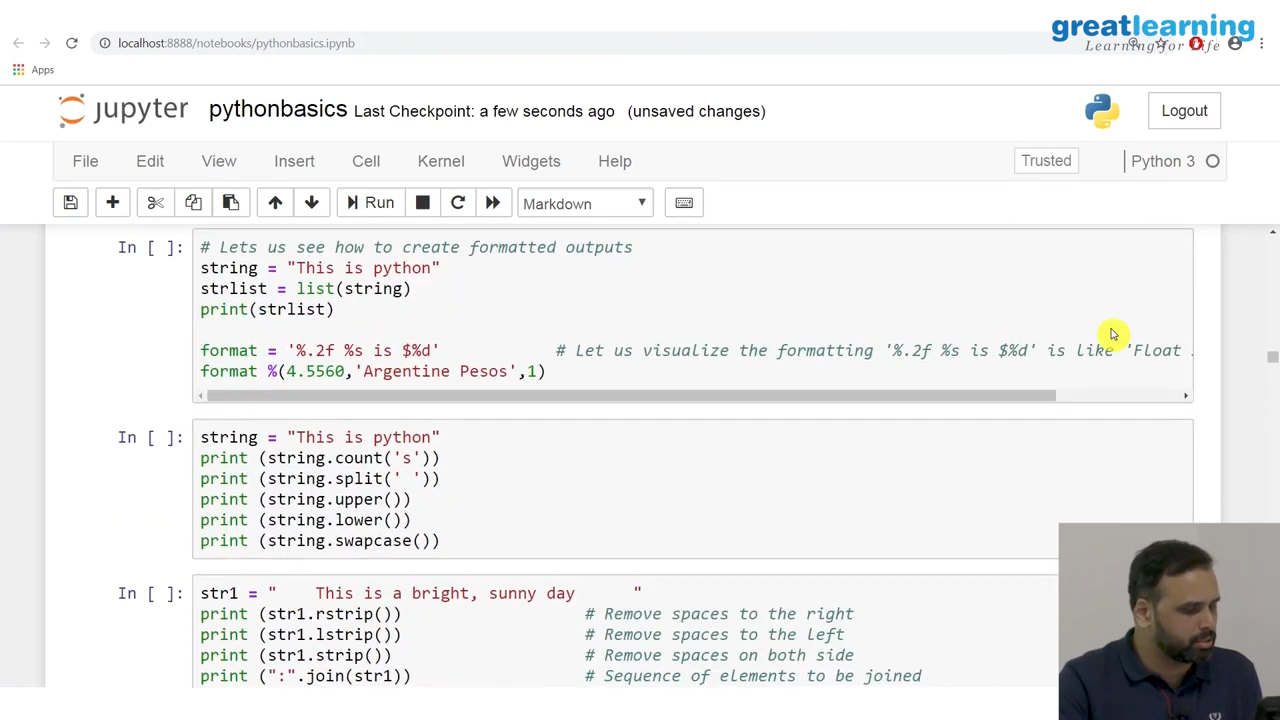 greatlearning
Learning for Life
localhost:8888/notebooks/pythonbasics.ipynb
Apps
jupyter pythonbasics Last Checkpoint: a few seconds ago (unsaved changes)
Logout
File Edit View Insert Cell Kernel Widgets Help
Trusted Python 3
Run Markdown
In [ ]: # Lets us see how to create formatted outputs
string = "This is python"
strlist = list(string)
print(strlist)
format = '%.2f %s is $%d' # Let us visualize the formatting '%.2f %s is $%d' is like 'Float
format %(4.5560,'Argentine Pesos',1)
In [ ]: string = "This is python"
print (string.count('s'))
print (string.split(' '))
print (string.upper())
print (string.lower())
print (string.swapcase())
In [ ]: str1 = "    This is a bright, sunny day      "
print (str1.rstrip()) # Remove spaces to the right
print (str1.lstrip()) # Remove spaces to the left
print (str1.strip()) # Remove spaces on both side
print (":".join(str1)) # Sequence of elements to be joined